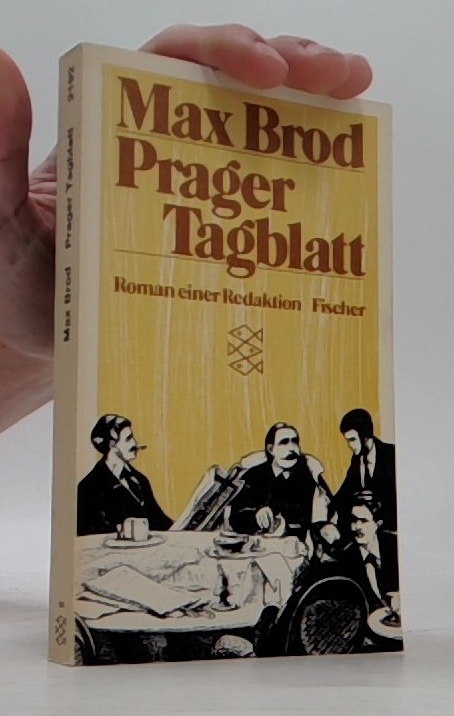 Max Brod
Prager
Tagblatt
Roman einer Redaktion Fischer
Max Brod Prager Tagblatt 2192